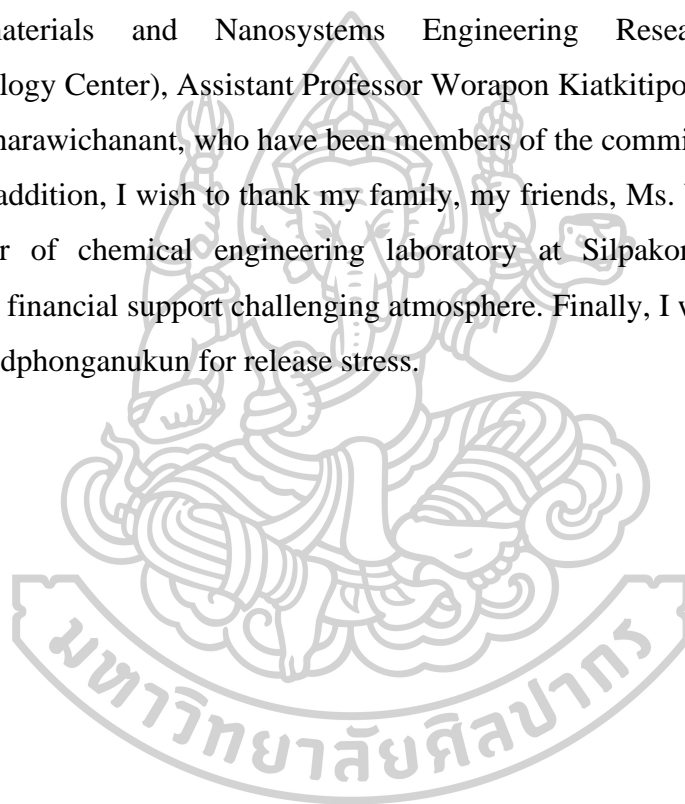 materials and Nanosystems Engineering Resea
logy Center), Assistant Professor Worapon Kiatkitipo
narawichanant, who have been members of the commi
addition, I wish to thank my family, my friends, Ms.
r of chemical engineering laboratory at Silpakor
financial support challenging atmosphere. Finally, I w
dphonganukun for release stress.
มหาวิทยาลัยศิลปากร